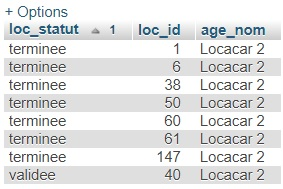 + Options
loc_statut 1 loc_id age_nom
terminee 1 Locacar 2
terminee 6 Locacar 2
terminee 38 Locacar 2
terminee 50 Locacar 2
terminee 60 Locacar 2
terminee 61 Locacar 2
terminee 147 Locacar 2
validee 40 Locacar 2